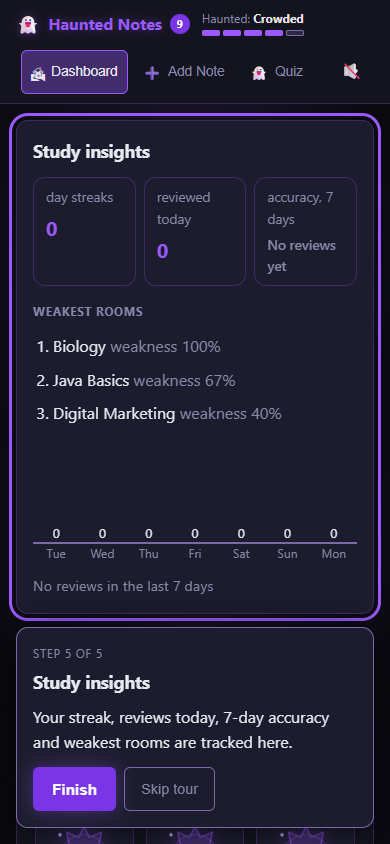 Haunted Notes 9 Haunted: Crowded
Dashboard Add Note Quiz
Study insights
day streaks
0
reviewed today
0
accuracy, 7 days
No reviews yet
WEAKEST ROOMS
1. Biology weakness 100%
2. Java Basics weakness 67%
3. Digital Marketing weakness 40%
0 0 0 0 0 0 0
Tue Wed Thu Fri Sat Sun Mon
No reviews in the last 7 days
STEP 5 OF 5
Study insights
Your streak, reviews today, 7-day accuracy
and weakest rooms are tracked here.
Finish Skip tour